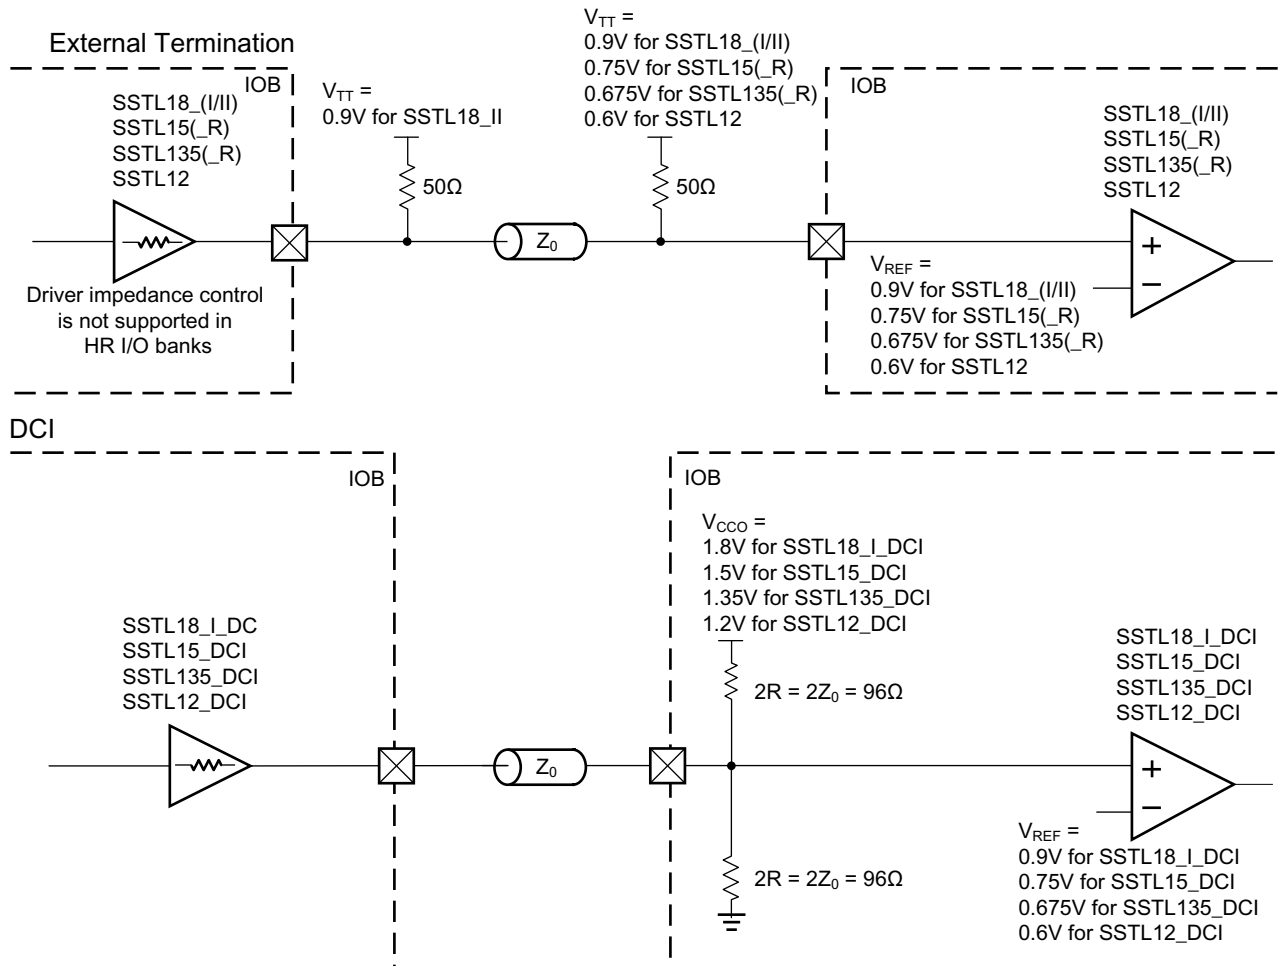 External Termination
IOB
SSTL18_(I/II)
SSTL15(_R)
SSTL135(_R)
SSTL12
Driver impedance control
is not supported in
HR I/O banks
VTT =
0.9V for SSTL18_II
50Ω
Z0
VTT =
0.9V for SSTL18_(I/II)
0.75V for SSTL15(_R)
0.675V for SSTL135(_R)
0.6V for SSTL12
50Ω
IOB
SSTL18_(I/II)
SSTL15(_R)
SSTL135(_R)
SSTL12
+
−
VREF =
0.9V for SSTL18_(I/II)
0.75V for SSTL15(_R)
0.675V for SSTL135(_R)
0.6V for SSTL12
DCI
IOB
SSTL18_I_DC
SSTL15_DCI
SSTL135_DCI
SSTL12_DCI
Z0
IOB
VCCO =
1.8V for SSTL18_I_DCI
1.5V for SSTL15_DCI
1.35V for SSTL135_DCI
1.2V for SSTL12_DCI
2R = 2Z0 = 96Ω
2R = 2Z0 = 96Ω
SSTL18_I_DCI
SSTL15_DCI
SSTL135_DCI
SSTL12_DCI
+
−
VREF =
0.9V for SSTL18_I_DCI
0.75V for SSTL15_DCI
0.675V for SSTL135_DCI
0.6V for SSTL12_DCI